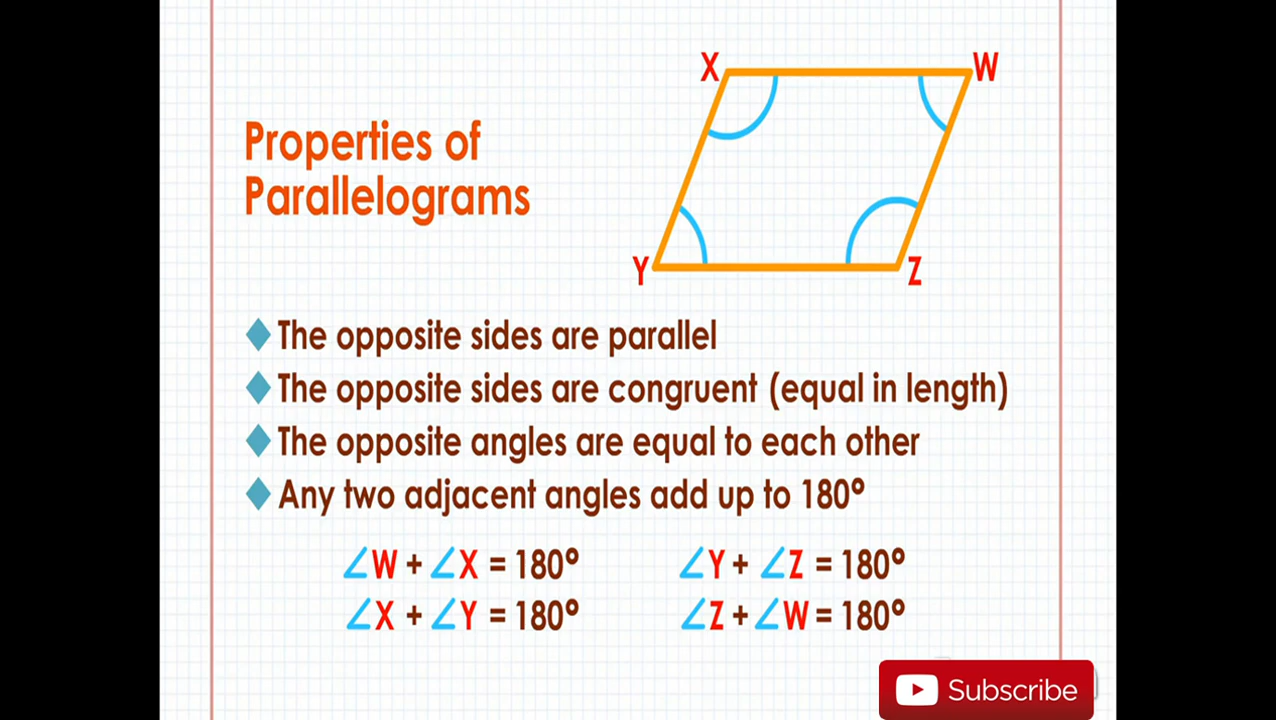 X W
Properties of
Parallelograms
Y Z
The opposite sides are parallel
The opposite sides are congruent (equal in length)
The opposite angles are equal to each other
Any two adjacent angles add up to 180°
∠W + ∠X = 180° ∠Y + ∠Z = 180°
∠X + ∠Y = 180° ∠Z + ∠W = 180°
Subscribe